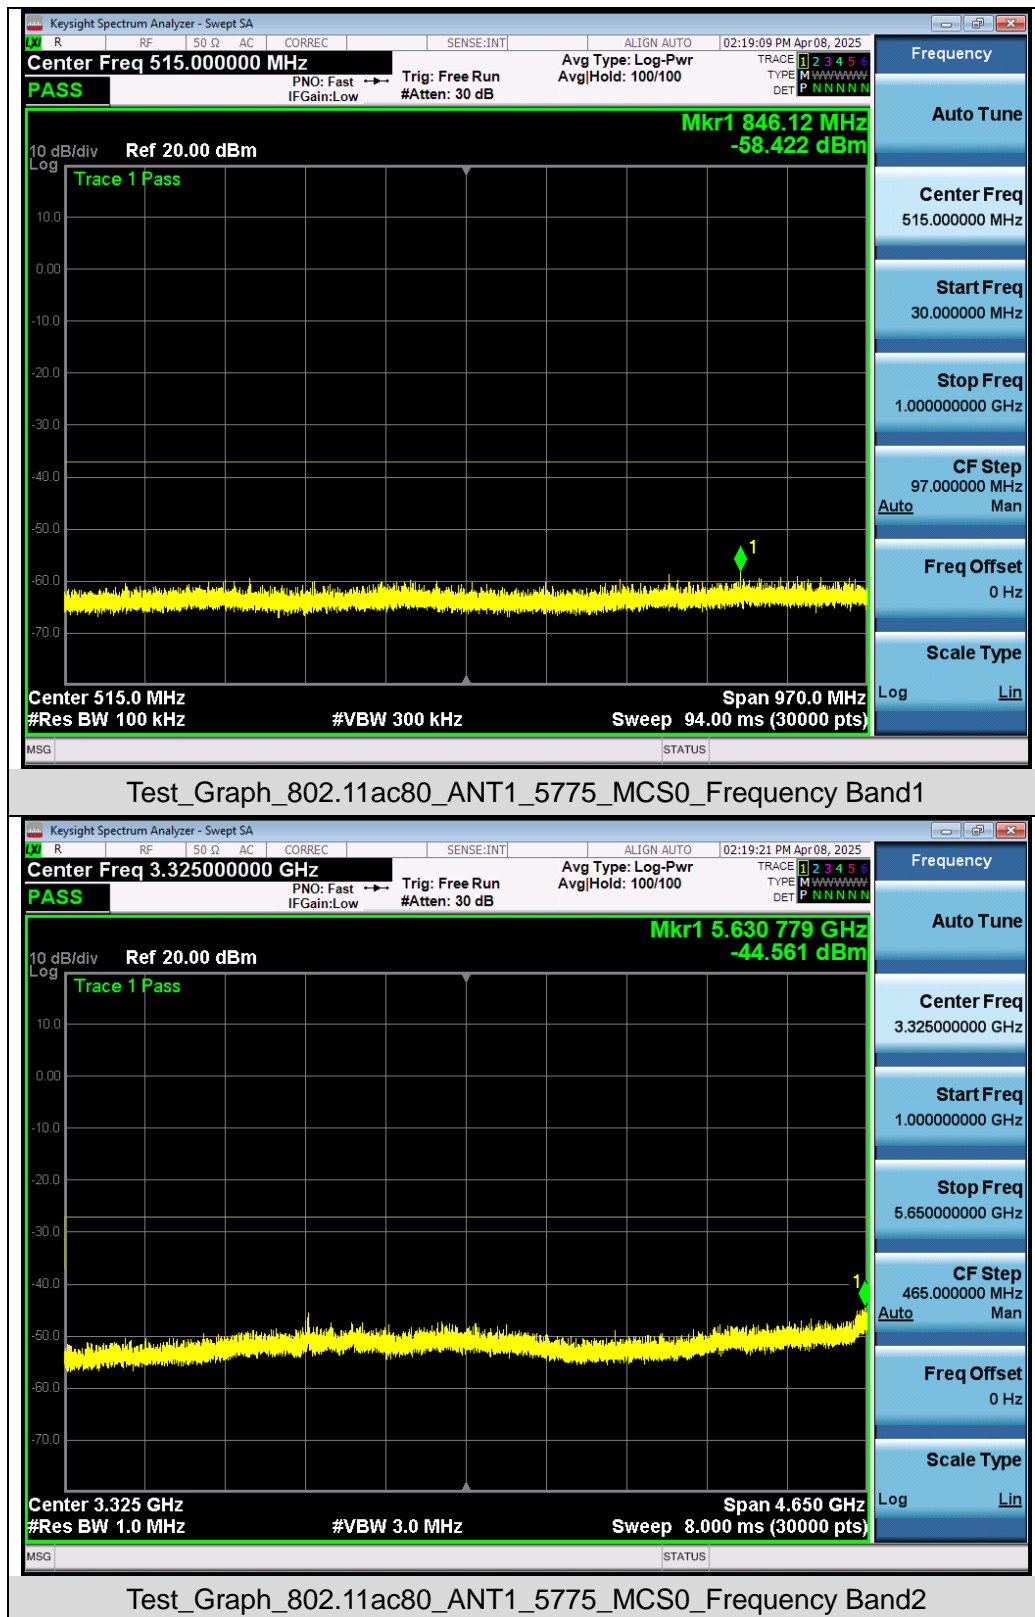 Keysight Spectrum Analyzer - Swept SA
LXI R RF 50 Ω AC CORREC SENSE:INT ALIGN AUTO 02:19:09 PM Apr 08, 2025
Center Freq 515.000000 MHz
PASS
PNO: Fast
IFGain:Low
Trig: Free Run
#Atten: 30 dB
Avg Type: Log-Pwr
Avg|Hold: 100/100
TRACE 1 2 3 4 5 6
TYPE M WWWWW
DET P N N N N N
Mkr1 846.12 MHz
-58.422 dBm
10 dB/div Ref 20.00 dBm
Log
Trace 1 Pass
10.0
0.00
-10.0
-20.0
-30.0
-40.0
-50.0
-60.0
-70.0
1
Center 515.0 MHz Span 970.0 MHz
#Res BW 100 kHz #VBW 300 kHz Sweep 94.00 ms (30000 pts)
MSG STATUS
Frequency
Auto Tune
Center Freq
515.000000 MHz
Start Freq
30.000000 MHz
Stop Freq
1.000000000 GHz
CF Step
97.000000 MHz
Auto Man
Freq Offset
0 Hz
Scale Type
Log Lin
Test_Graph_802.11ac80_ANT1_5775_MCS0_Frequency Band1
Keysight Spectrum Analyzer - Swept SA
LXI R RF 50 Ω AC CORREC SENSE:INT ALIGN AUTO 02:19:21 PM Apr 08, 2025
Center Freq 3.325000000 GHz
PASS
PNO: Fast
IFGain:Low
Trig: Free Run
#Atten: 30 dB
Avg Type: Log-Pwr
Avg|Hold: 100/100
TRACE 1 2 3 4 5 6
TYPE M WWWWW
DET P N N N N N
Mkr1 5.630 779 GHz
-44.561 dBm
10 dB/div Ref 20.00 dBm
Log
Trace 1 Pass
10.0
0.00
-10.0
-20.0
-30.0
-40.0
-50.0
-60.0
-70.0
1
Center 3.325 GHz Span 4.650 GHz
#Res BW 1.0 MHz #VBW 3.0 MHz Sweep 8.000 ms (30000 pts)
MSG STATUS
Frequency
Auto Tune
Center Freq
3.325000000 GHz
Start Freq
1.000000000 GHz
Stop Freq
5.650000000 GHz
CF Step
465.000000 MHz
Auto Man
Freq Offset
0 Hz
Scale Type
Log Lin
Test_Graph_802.11ac80_ANT1_5775_MCS0_Frequency Band2